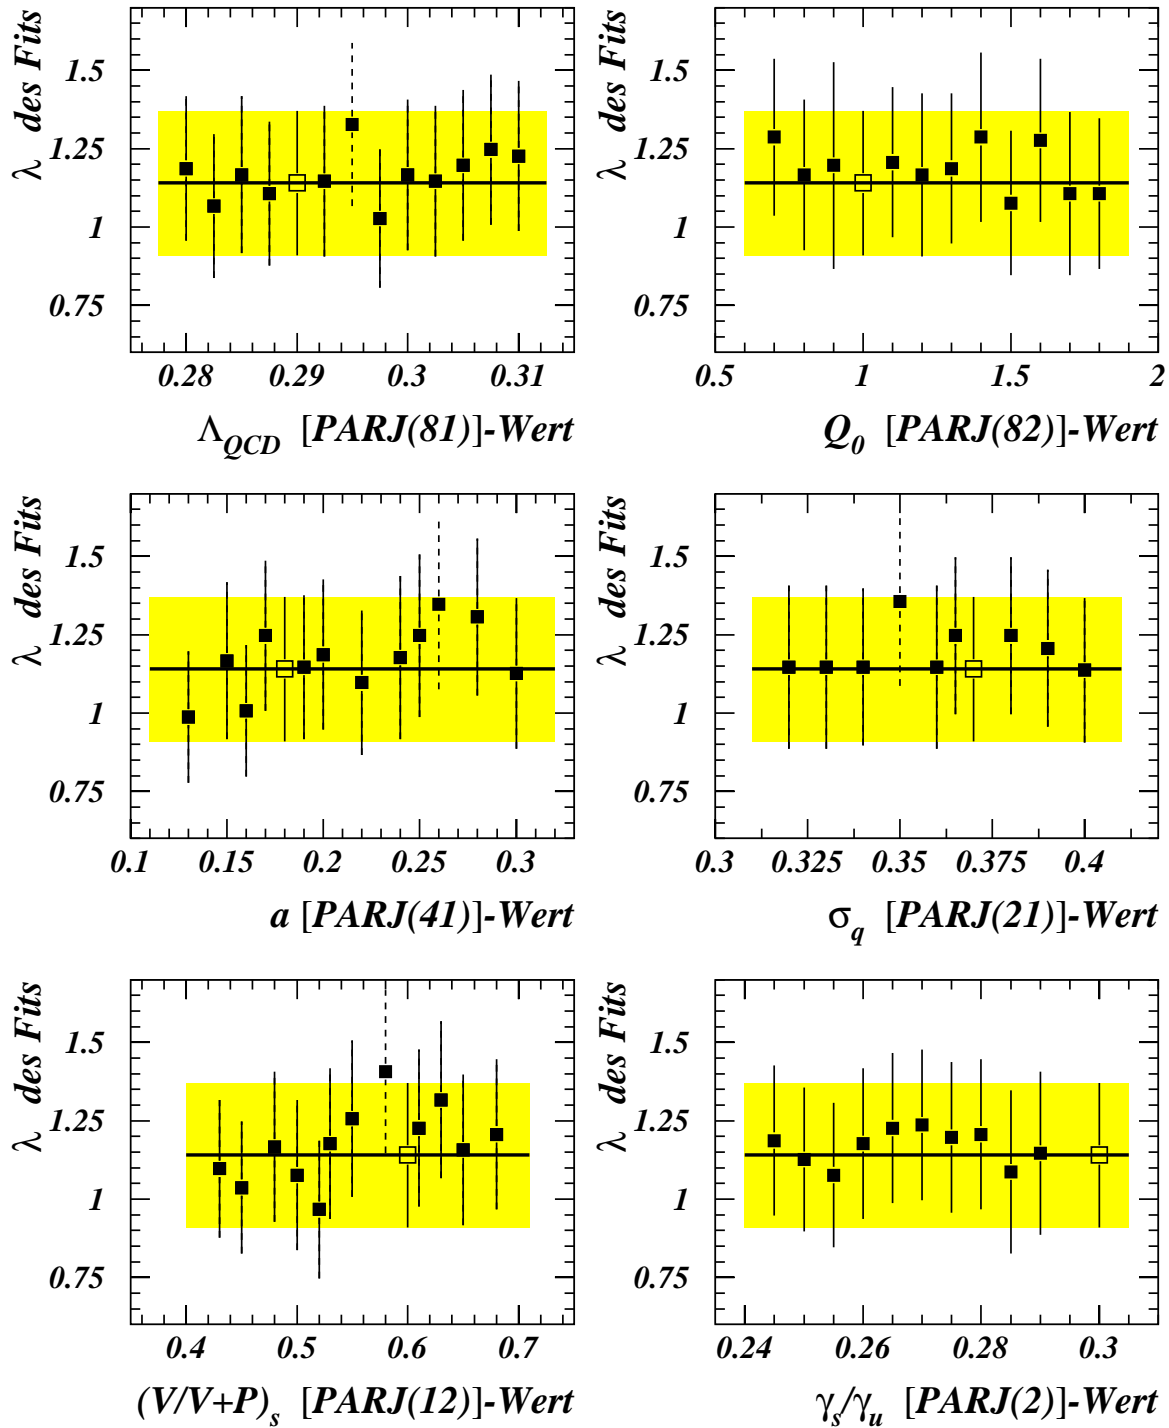 λ des Fits
1.5
1.25
1
0.75
0.28 0.29 0.3 0.31
Λ_QCD [PARJ(81)]-Wert
λ des Fits
1.5
1.25
1
0.75
0.5 1 1.5 2
Q_0 [PARJ(82)]-Wert
λ des Fits
1.5
1.25
1
0.75
0.1 0.15 0.2 0.25 0.3
a [PARJ(41)]-Wert
λ des Fits
1.5
1.25
1
0.75
0.3 0.325 0.35 0.375 0.4
σ_q [PARJ(21)]-Wert
λ des Fits
1.5
1.25
1
0.75
0.4 0.5 0.6 0.7
(V/V+P)_s [PARJ(12)]-Wert
λ des Fits
1.5
1.25
1
0.75
0.24 0.26 0.28 0.3
γ_s/γ_u [PARJ(2)]-Wert